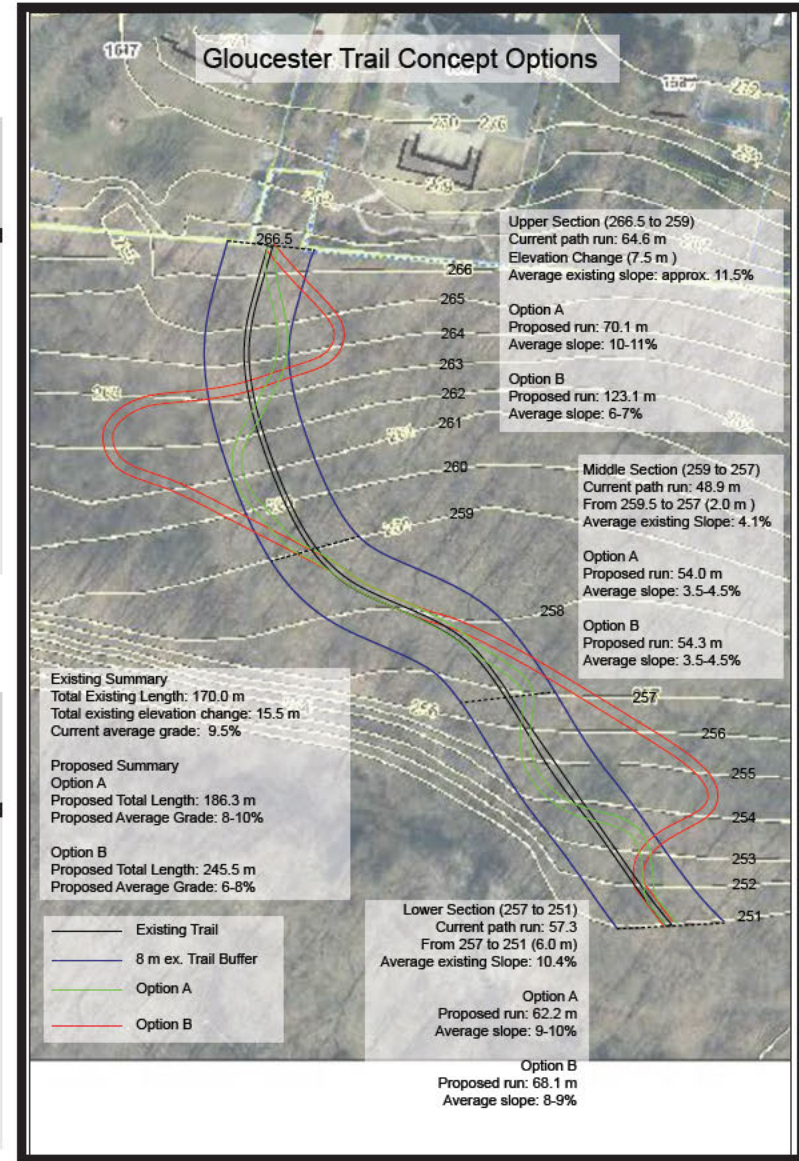 Gloucester Trail Concept Options
1617
270
262
266.5
266
265
264
263
262
261
260
259
258
257
256
255
254
253
252
251
263
256
Upper Section (266.5 to 259)
Current path run: 64.6 m
Elevation Change (7.5 m )
Average existing slope: approx. 11.5%
Option A
Proposed run: 70.1 m
Average slope: 10-11%
Option B
Proposed run: 123.1 m
Average slope: 6-7%
Middle Section (259 to 257)
Current path run: 48.9 m
From 259.5 to 257 (2.0 m )
Average existing Slope: 4.1%
Option A
Proposed run: 54.0 m
Average slope: 3.5-4.5%
Option B
Proposed run: 54.3 m
Average slope: 3.5-4.5%
Existing Summary
Total Existing Length: 170.0 m
Total existing elevation change: 15.5 m
Current average grade: 9.5%
Proposed Summary
Option A
Proposed Total Length: 186.3 m
Proposed Average Grade: 8-10%
Option B
Proposed Total Length: 245.5 m
Proposed Average Grade: 6-8%
Existing Trail
8 m ex. Trail Buffer
Option A
Option B
Lower Section (257 to 251)
Current path run: 57.3
From 257 to 251 (6.0 m)
Average existing Slope: 10.4%
Option A
Proposed run: 62.2 m
Average slope: 9-10%
Option B
Proposed run: 68.1 m
Average slope: 8-9%